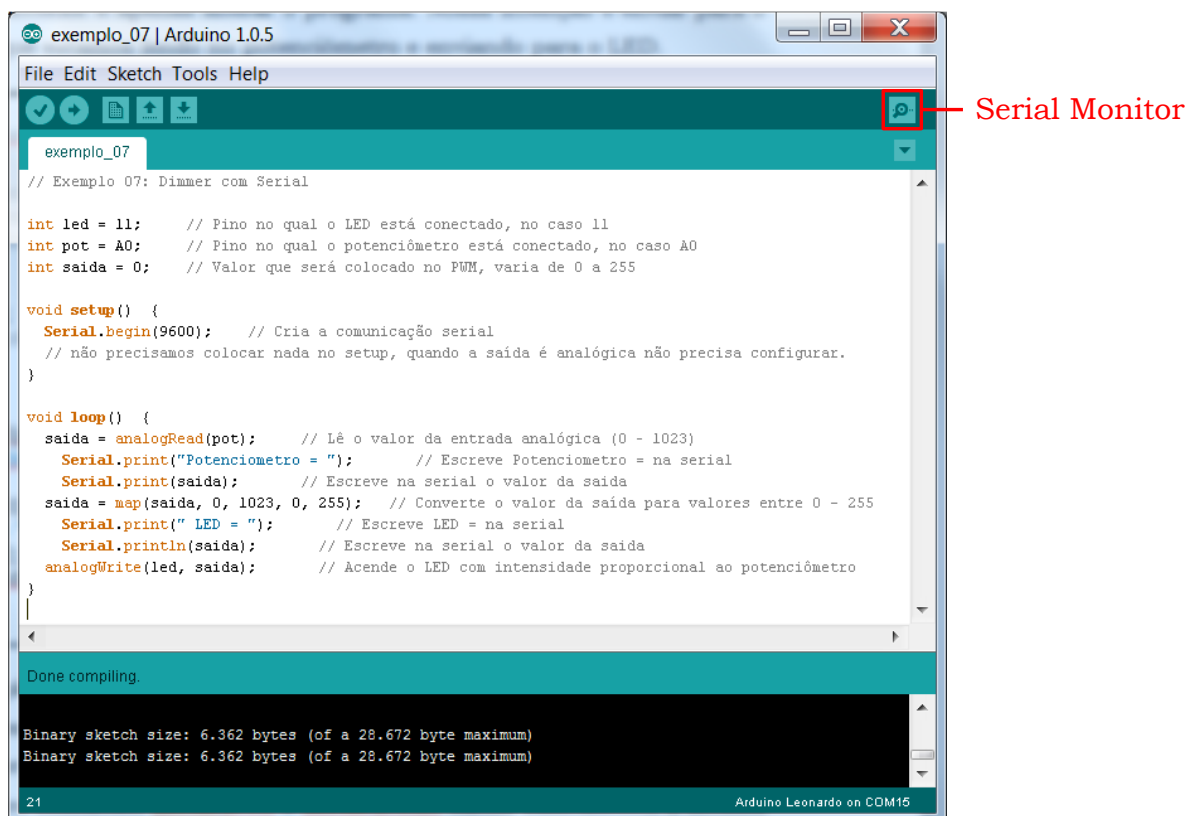 exemplo_07 | Arduino 1.0.5
File Edit Sketch Tools Help
Serial Monitor
exemplo_07
// Exemplo 07: Dimmer com Serial
int led = 11; // Pino no qual o LED está conectado, no caso 11
int pot = A0; // Pino no qual o potenciômetro está conectado, no caso A0
int saida = 0; // Valor que será colocado no PWM, varia de 0 a 255
void setup() {
Serial.begin(9600); // Cria a comunicação serial
// não precisamos colocar nada no setup, quando a saída é analógica não precisa configurar.
}
void loop() {
saida = analogRead(pot); // Lê o valor da entrada analógica (0 - 1023)
Serial.print("Potenciometro = "); // Escreve Potenciometro = na serial
Serial.print(saida); // Escreve na serial o valor da saida
saida = map(saida, 0, 1023, 0, 255); // Converte o valor da saída para valores entre 0 - 255
Serial.print(" LED = "); // Escreve LED = na serial
Serial.println(saida); // Escreve na serial o valor da saida
analogWrite(led, saida); // Acende o LED com intensidade proporcional ao potenciômetro
}
Done compiling.
Binary sketch size: 6.362 bytes (of a 28.672 byte maximum)
Binary sketch size: 6.362 bytes (of a 28.672 byte maximum)
21
Arduino Leonardo on COM15